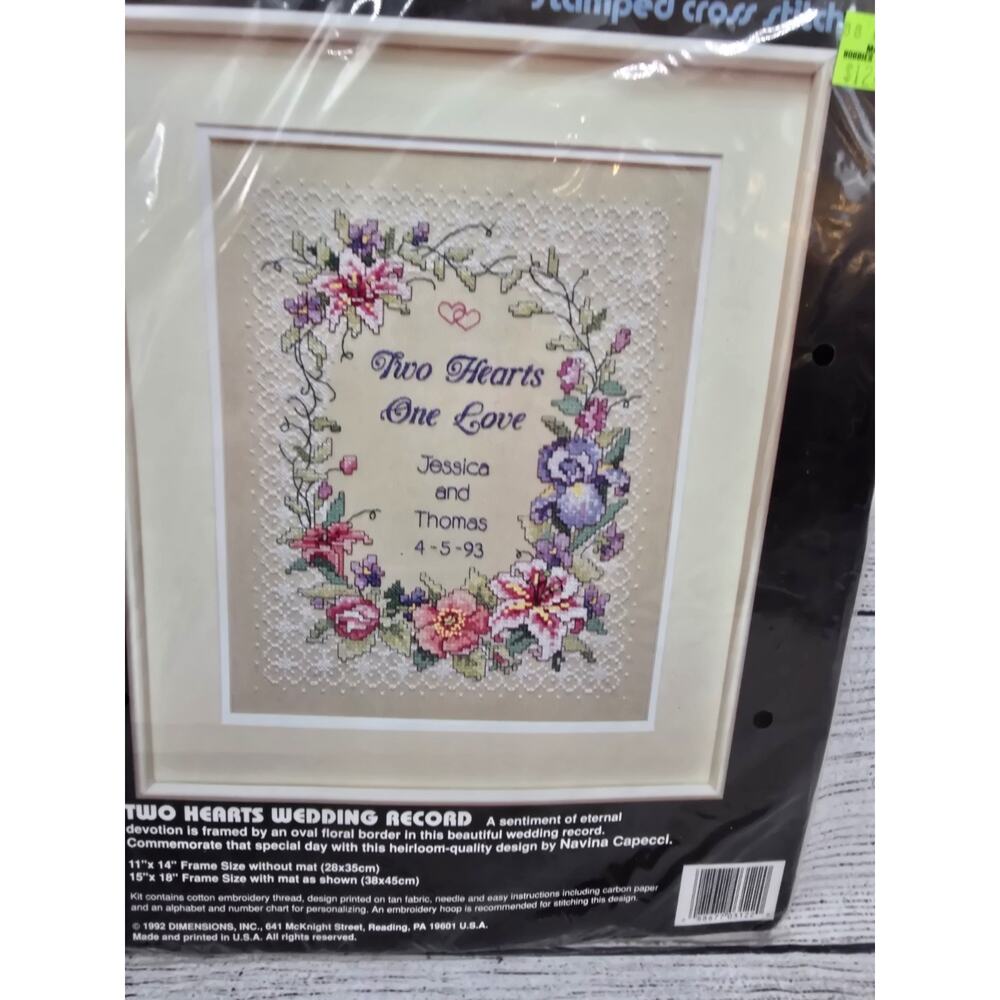 stamped cross stitch
$12
Two Hearts
One Love
Jessica
and
Thomas
4-5-93
TWO HEARTS WEDDING RECORD A sentiment of eternal
devotion is framed by an oval floral border in this beautiful wedding record.
Commemorate that special day with this heirloom-quality design by Navina Capecci.
11"x 14" Frame Size without mat (28x35cm)
15"x 18" Frame Size with mat as shown (38x45cm)
Kit contains cotton embroidery thread, design printed on tan fabric, needle and easy instructions including carbon paper
and an alphabet and number chart for personalizing. An embroidery hoop is recommended for stitching this design.
© 1992 DIMENSIONS, INC., 641 McKnight Street, Reading, PA 19601 U.S.A.
Made and printed in U.S.A. All rights reserved.